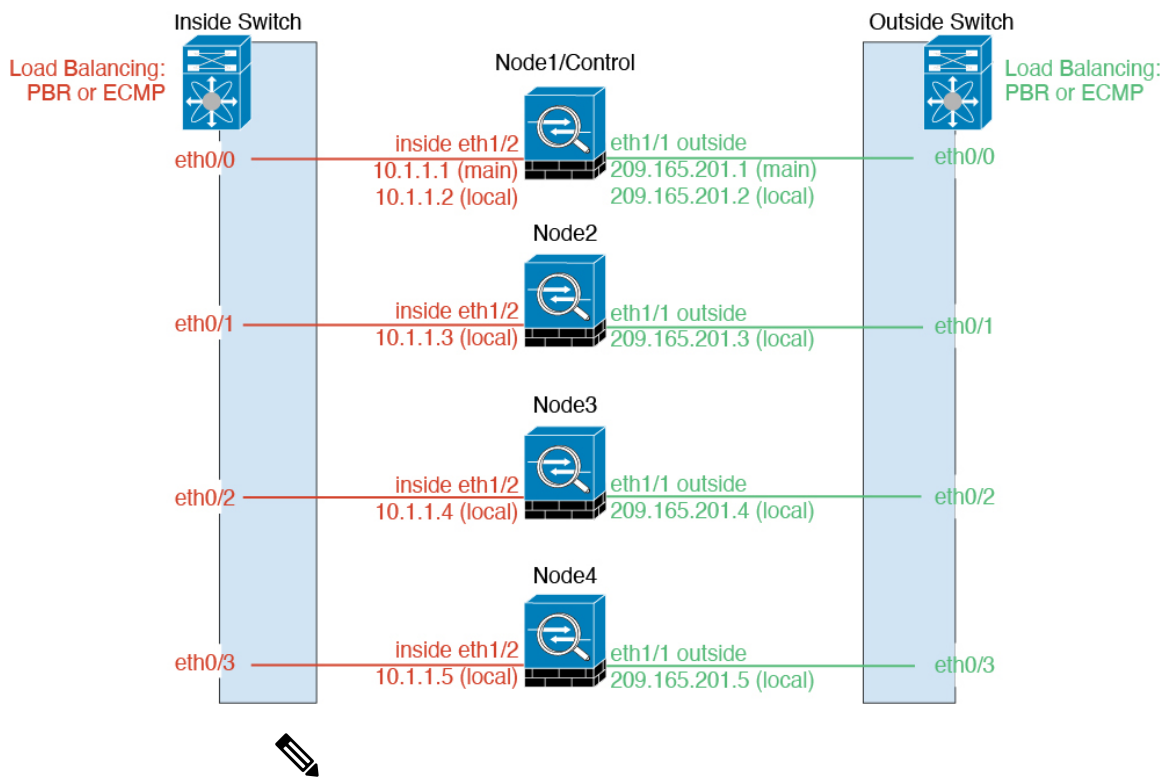 Inside Switch
Outside Switch
Load Balancing:
PBR or ECMP
Node1/Control
Load Balancing:
PBR or ECMP
eth0/0
inside eth1/2
10.1.1.1 (main)
10.1.1.2 (local)
eth1/1 outside
209.165.201.1 (main)
209.165.201.2 (local)
eth0/0
Node2
eth0/1
inside eth1/2
10.1.1.3 (local)
eth1/1 outside
209.165.201.3 (local)
eth0/1
Node3
eth0/2
inside eth1/2
10.1.1.4 (local)
eth1/1 outside
209.165.201.4 (local)
eth0/2
Node4
eth0/3
inside eth1/2
10.1.1.5 (local)
eth1/1 outside
209.165.201.5 (local)
eth0/3